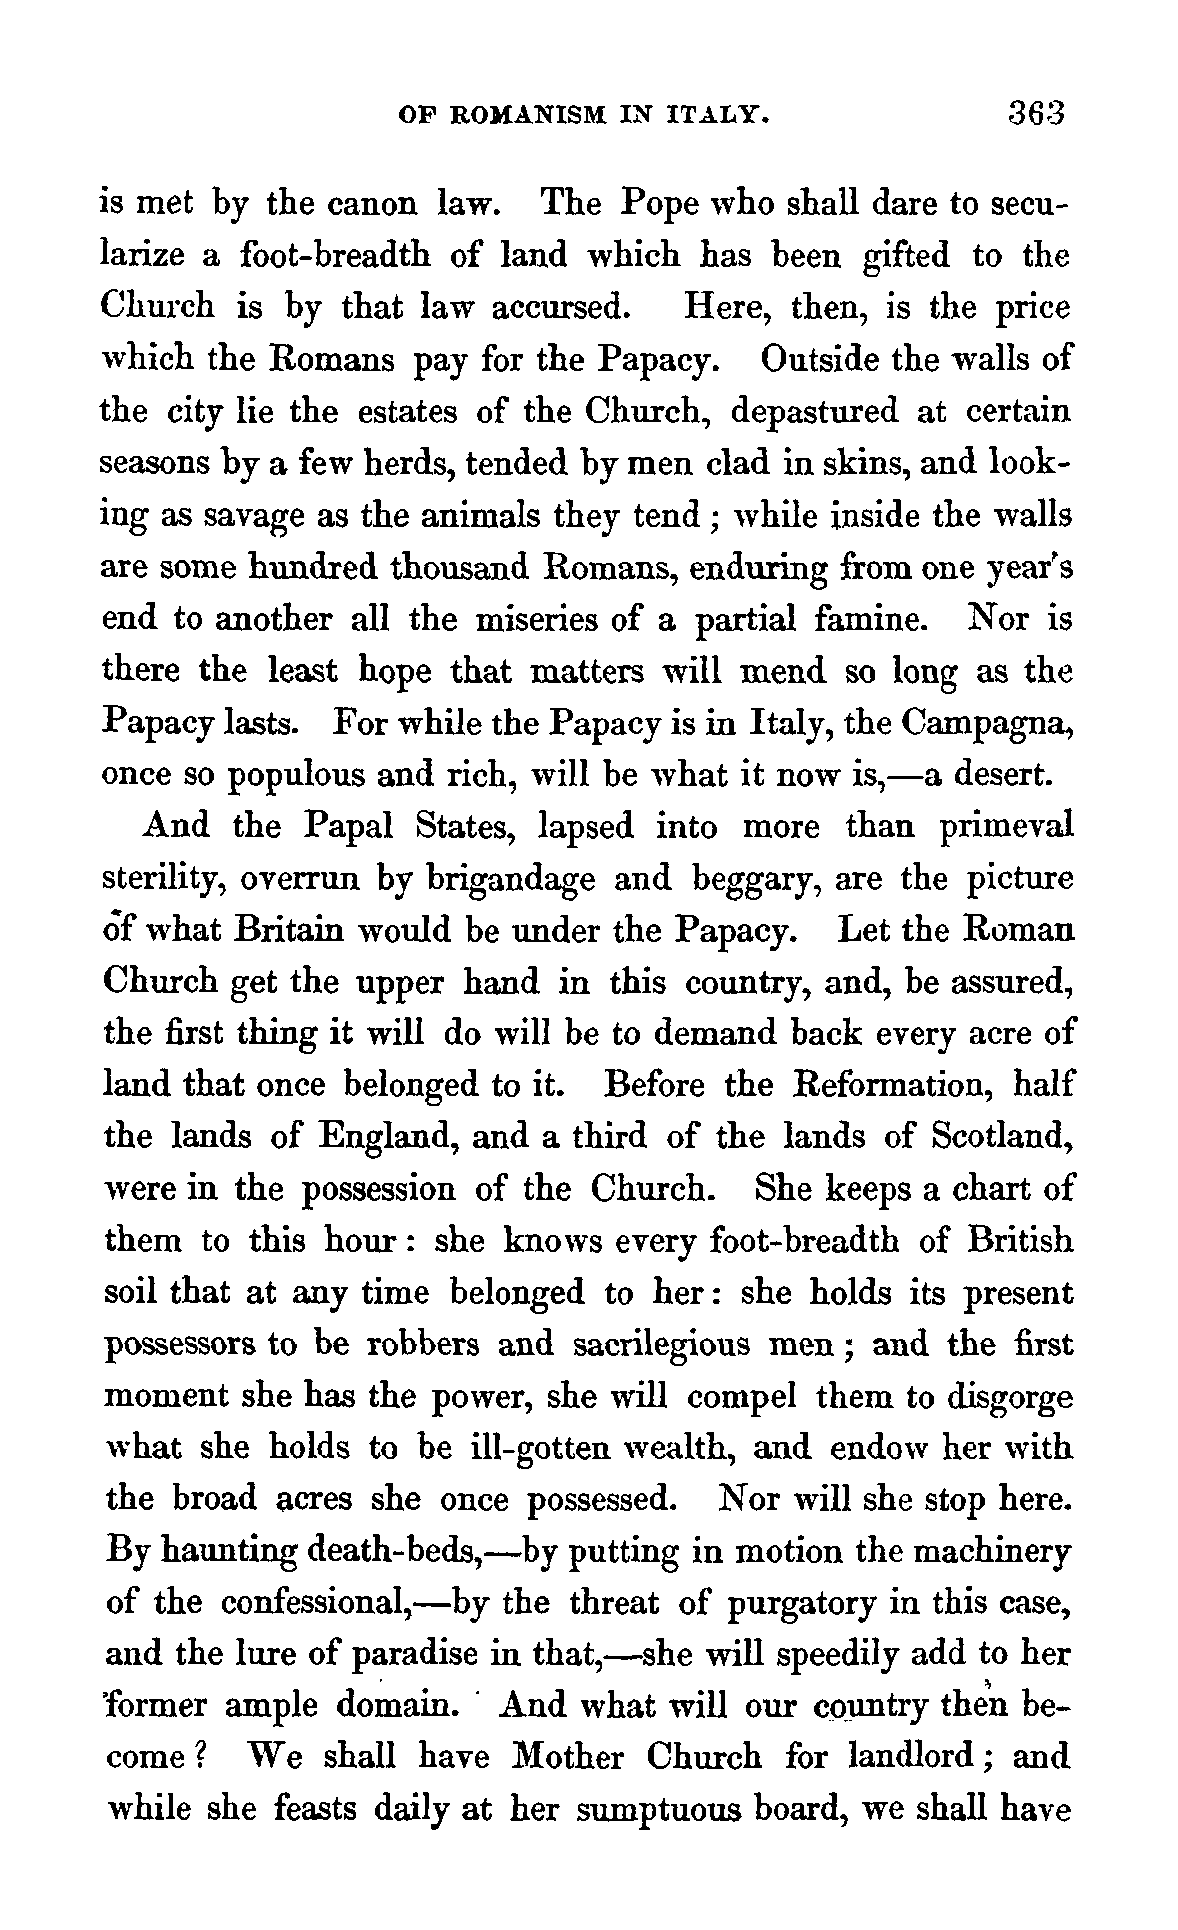 OF ROMANISM IN ITALY. 363
is met by the canon law. The Pope who shall dare to secu-
larize a foot-breadth of land which has been gifted to the
Church is by that law accursed. Here, then, is the price
which the Romans pay for the Papacy. Outside the walls of
the city lie the estates of the Church, depastured at certain
seasons by a few herds, tended by men clad in skins, and look-
ing as savage as the animals they tend; while inside the walls
are some hundred thousand Romans, enduring from one year's
end to another all the miseries of a partial famine. Nor is
there the least hope that matters will mend so long as the
Papacy lasts. For while the Papacy is in Italy, the Campagna,
once so populous and rich, will be what it now is,—a desert.
And the Papal States, lapsed into more than primeval
sterility, overrun by brigandage and beggary, are the picture
of what Britain would be under the Papacy. Let the Roman
Church get the upper hand in this country, and, be assured,
the first thing it will do will be to demand back every acre of
land that once belonged to it. Before the Reformation, half
the lands of England, and a third of the lands of Scotland,
were in the possession of the Church. She keeps a chart of
them to this hour: she knows every foot-breadth of British
soil that at any time belonged to her: she holds its present
possessors to be robbers and sacrilegious men; and the first
moment she has the power, she will compel them to disgorge
what she holds to be ill-gotten wealth, and endow her with
the broad acres she once possessed. Nor will she stop here.
By haunting death-beds,—by putting in motion the machinery
of the confessional,—by the threat of purgatory in this case,
and the lure of paradise in that,—she will speedily add to her
former ample domain. And what will our country then be-
come? We shall have Mother Church for landlord; and
while she feasts daily at her sumptuous board, we shall have